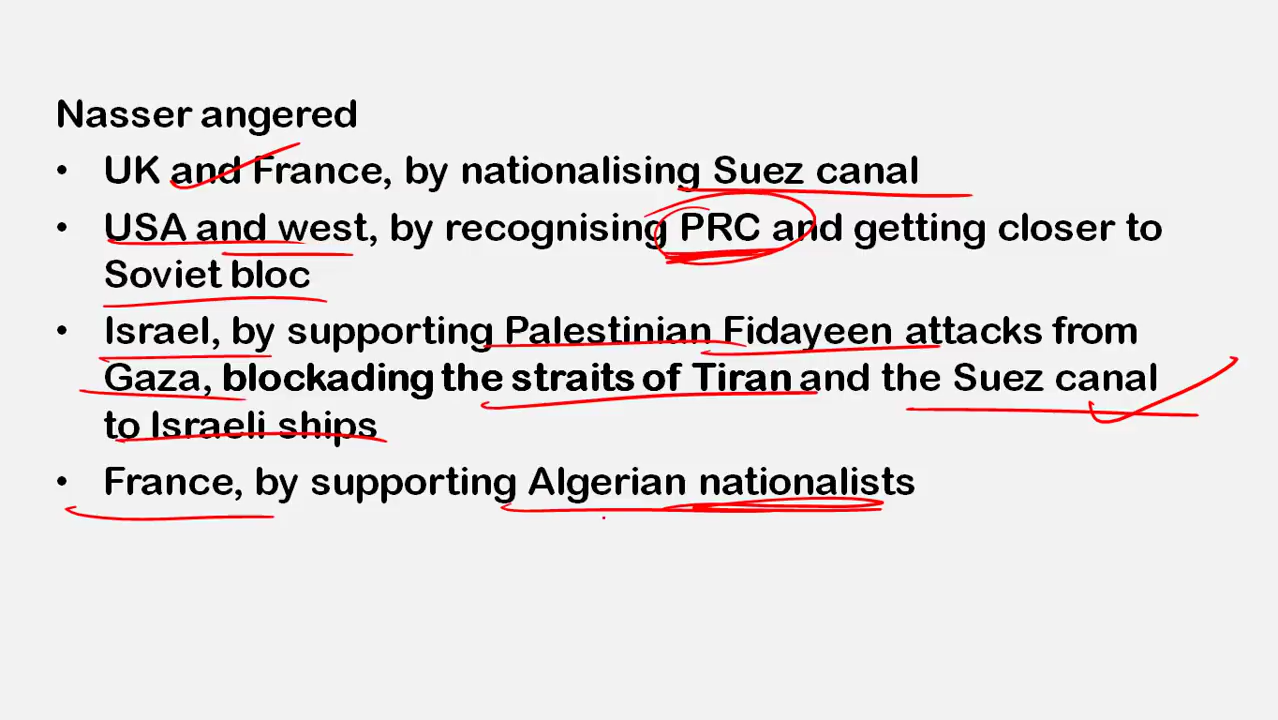 Nasser angered
• UK and France, by nationalising Suez canal
• USA and west, by recognising PRC and getting closer to
Soviet bloc
• Israel, by supporting Palestinian Fidayeen attacks from
Gaza, blockading the straits of Tiran and the Suez canal
to Israeli ships
• France, by supporting Algerian nationalists